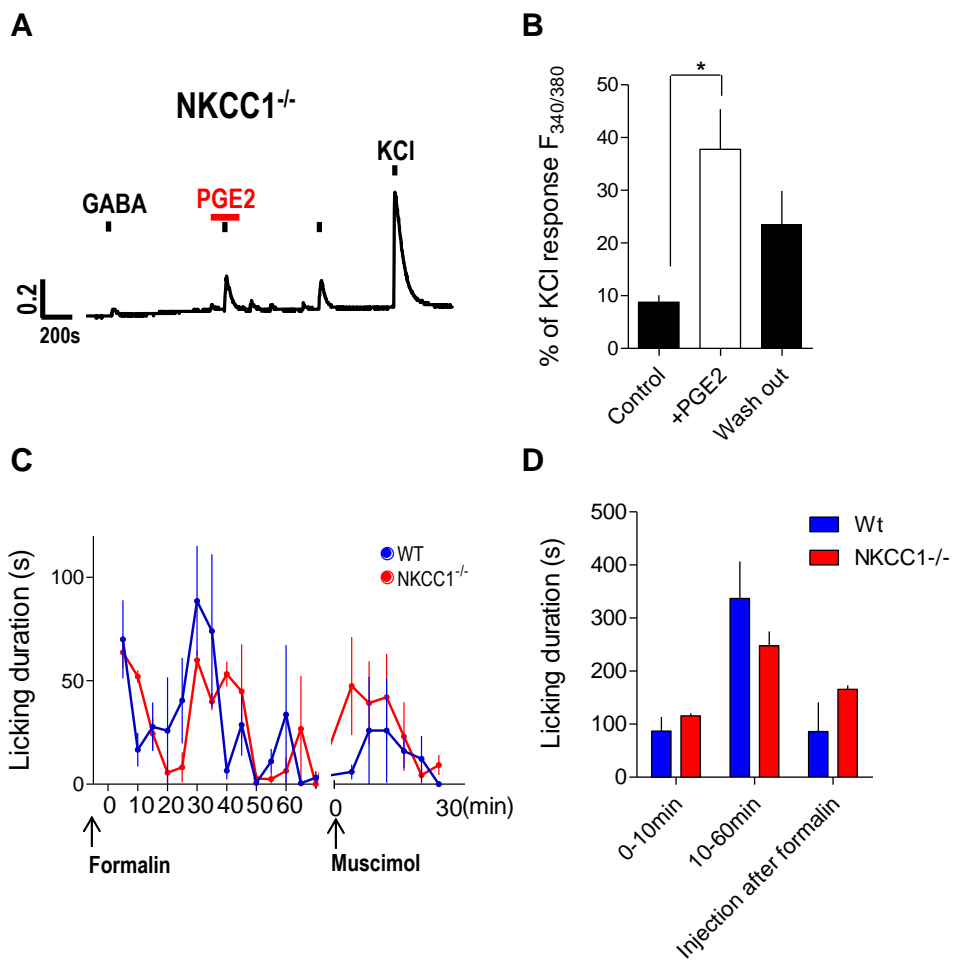 A
NKCC1-/-
KCl
GABA
PGE2
0.2
200s
B
*
% of KCl response F340/380
50
40
30
20
10
0
Control
+PGE2
Wash out
C
Licking duration (s)
100
50
0
WT
NKCC1-/-
0 10 20 30 40 50 60
0 30(min)
Formalin
Muscimol
D
Licking duration (s)
500
400
300
200
100
0
Wt
NKCC1-/-
0-10min
10-60min
Injection after formalin